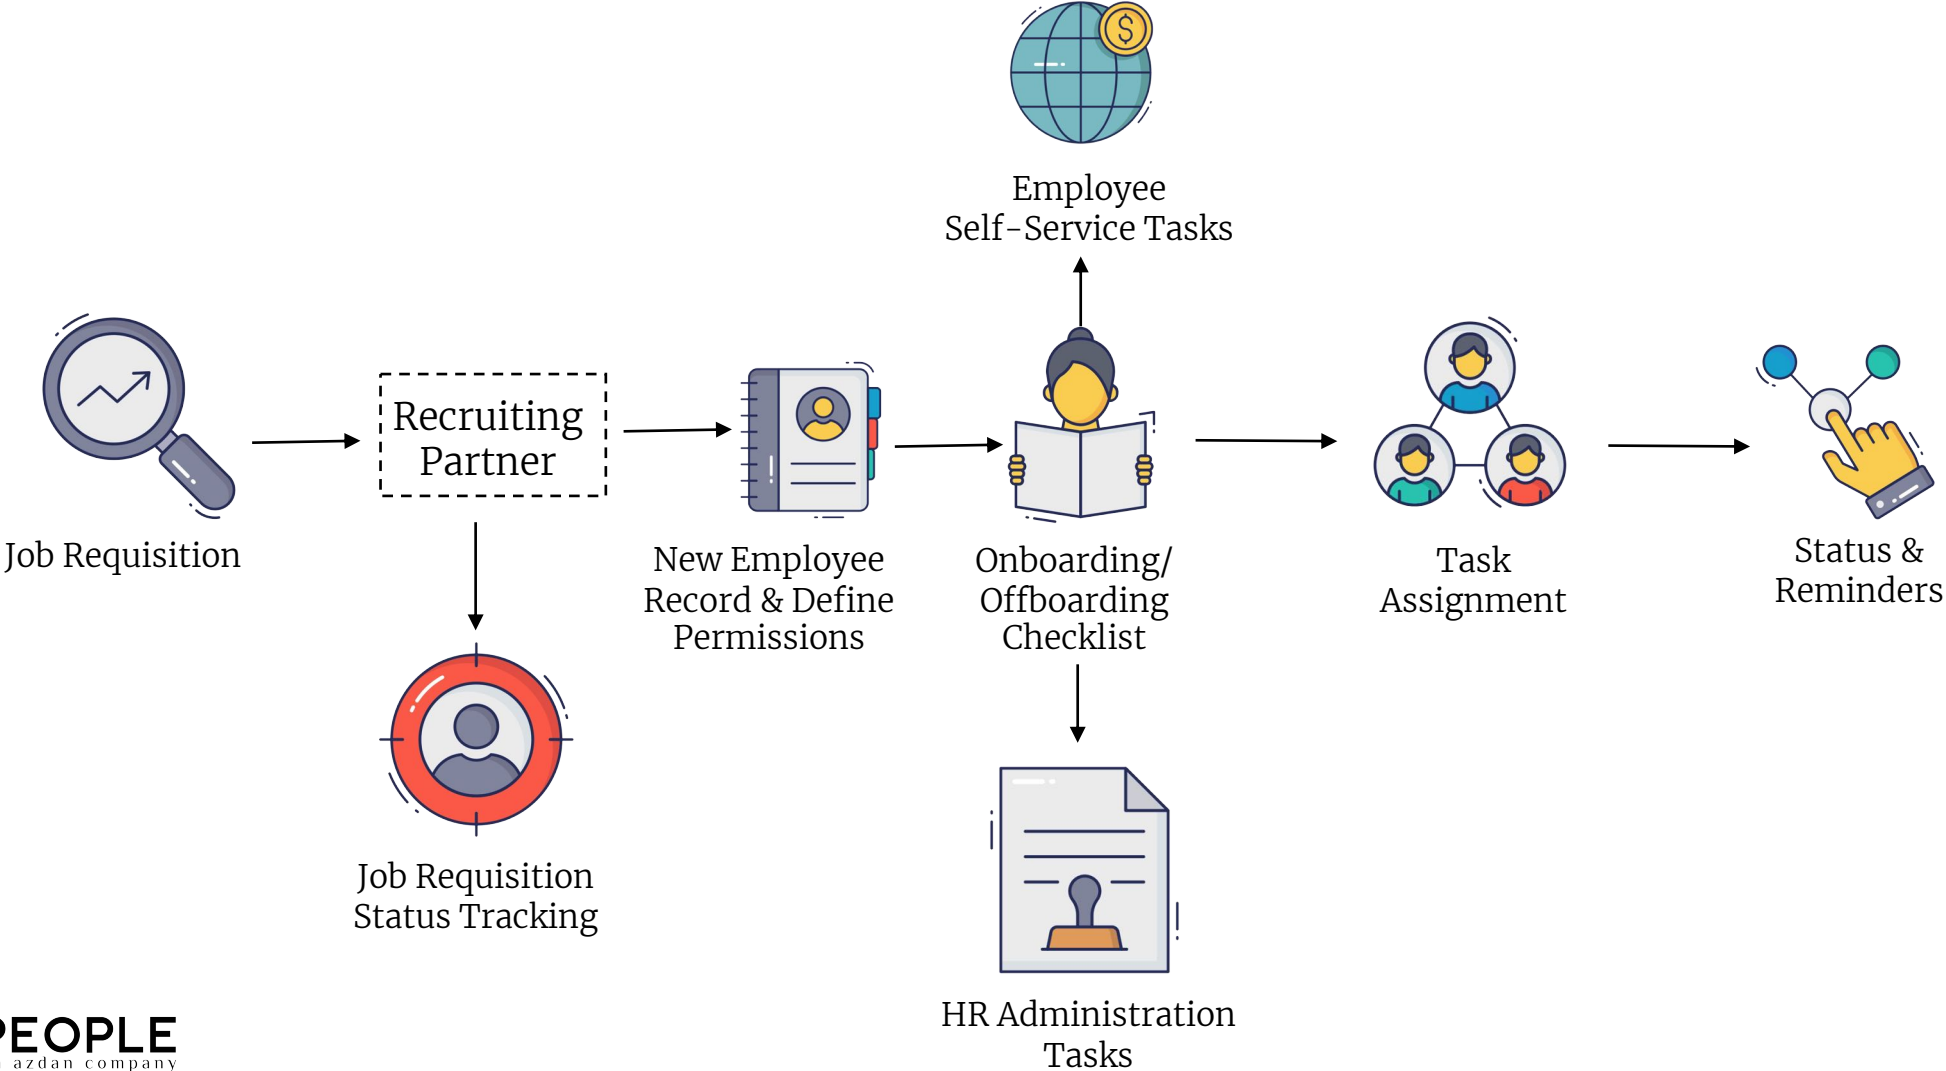 $
Employee
Self-Service Tasks
Recruiting
Partner
Job Requisition
New Employee
Record & Define
Permissions
Onboarding/
Offboarding
Checklist
Task
Assignment
Status &
Reminders
Job Requisition
Status Tracking
HR Administration
Tasks
PEOPLE
azdan company